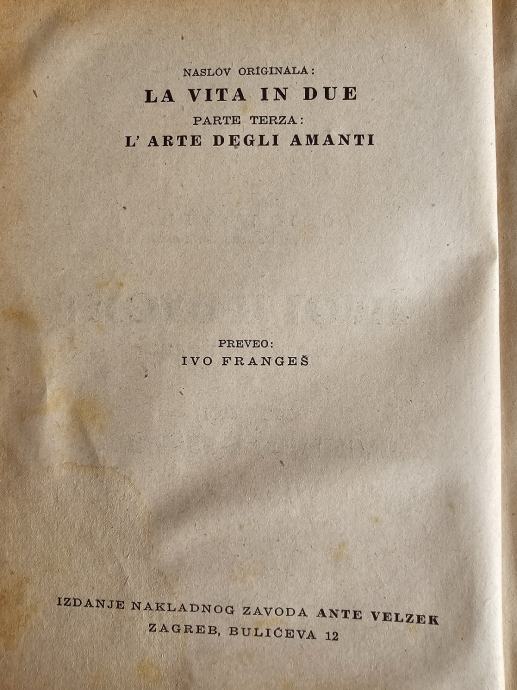 NASLOV ORIGINALA:
LA VITA IN DUE
PARTE TERZA:
L' ARTE DEGLI AMANTI
PREVEO:
IVO FRANGEŠ
IZDANJE NAKLADNOG ZAVODA ANTE VELZEK
ZAGREB, BULIĆEVA 12